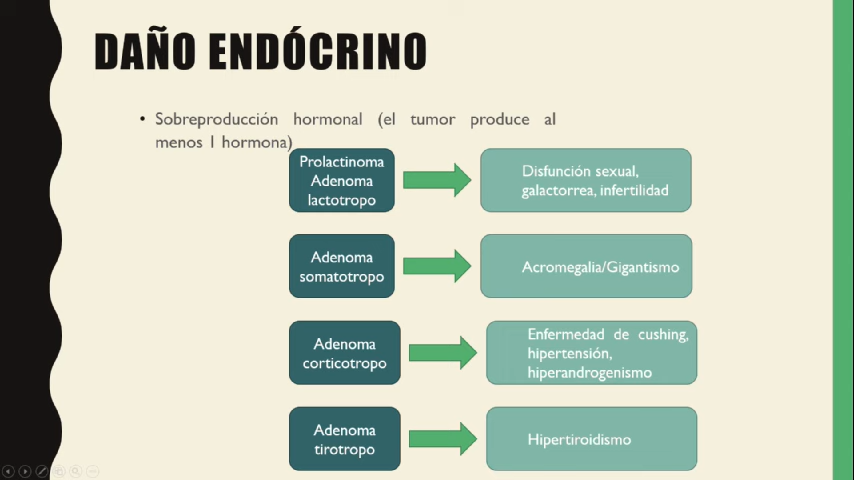 DAÑO ENDÓCRINO
• Sobreproducción hormonal (el tumor produce al
menos 1 hormona)
Prolactinoma
Adenoma
lactotropo
Disfunción sexual,
galactorrea, infertilidad
Adenoma
somatotropo
Acromegalia/Gigantismo
Adenoma
corticotropo
Enfermedad de cushing,
hipertensión,
hiperandrogenismo
Adenoma
tirotropo
Hipertiroidismo